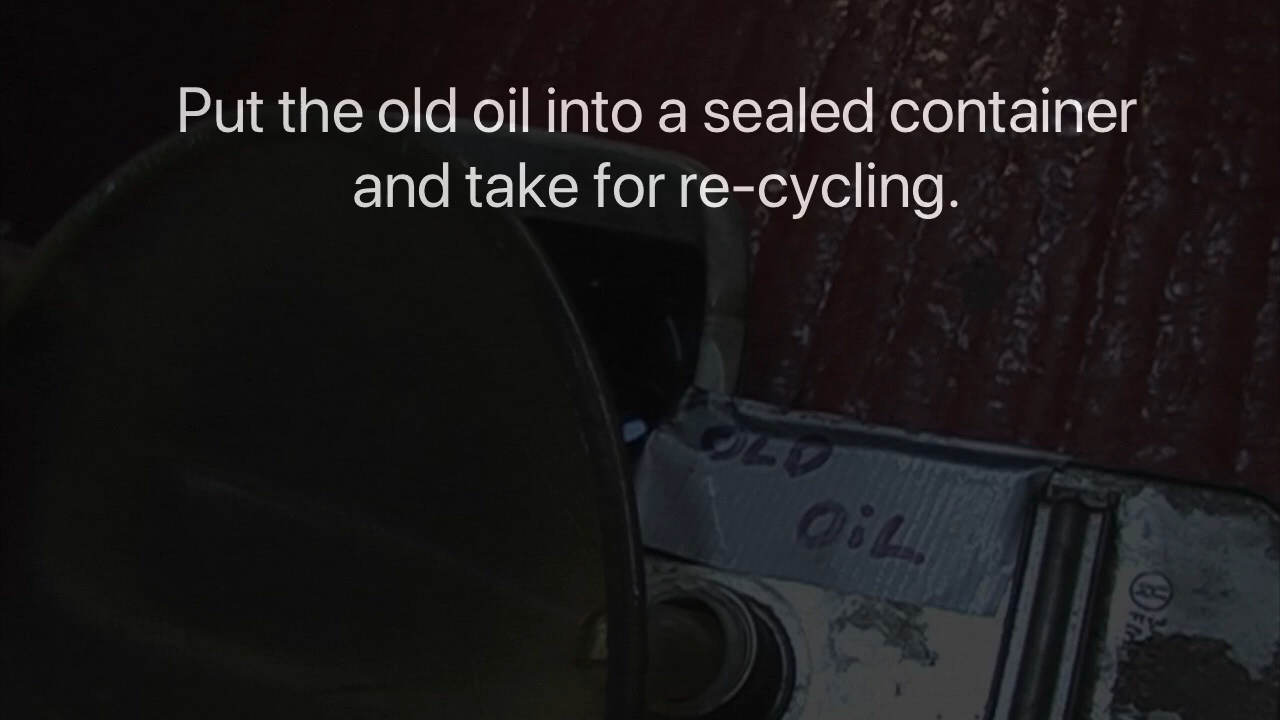 Put the old oil into a sealed container
and take for re-cycling.
OLD
OiL